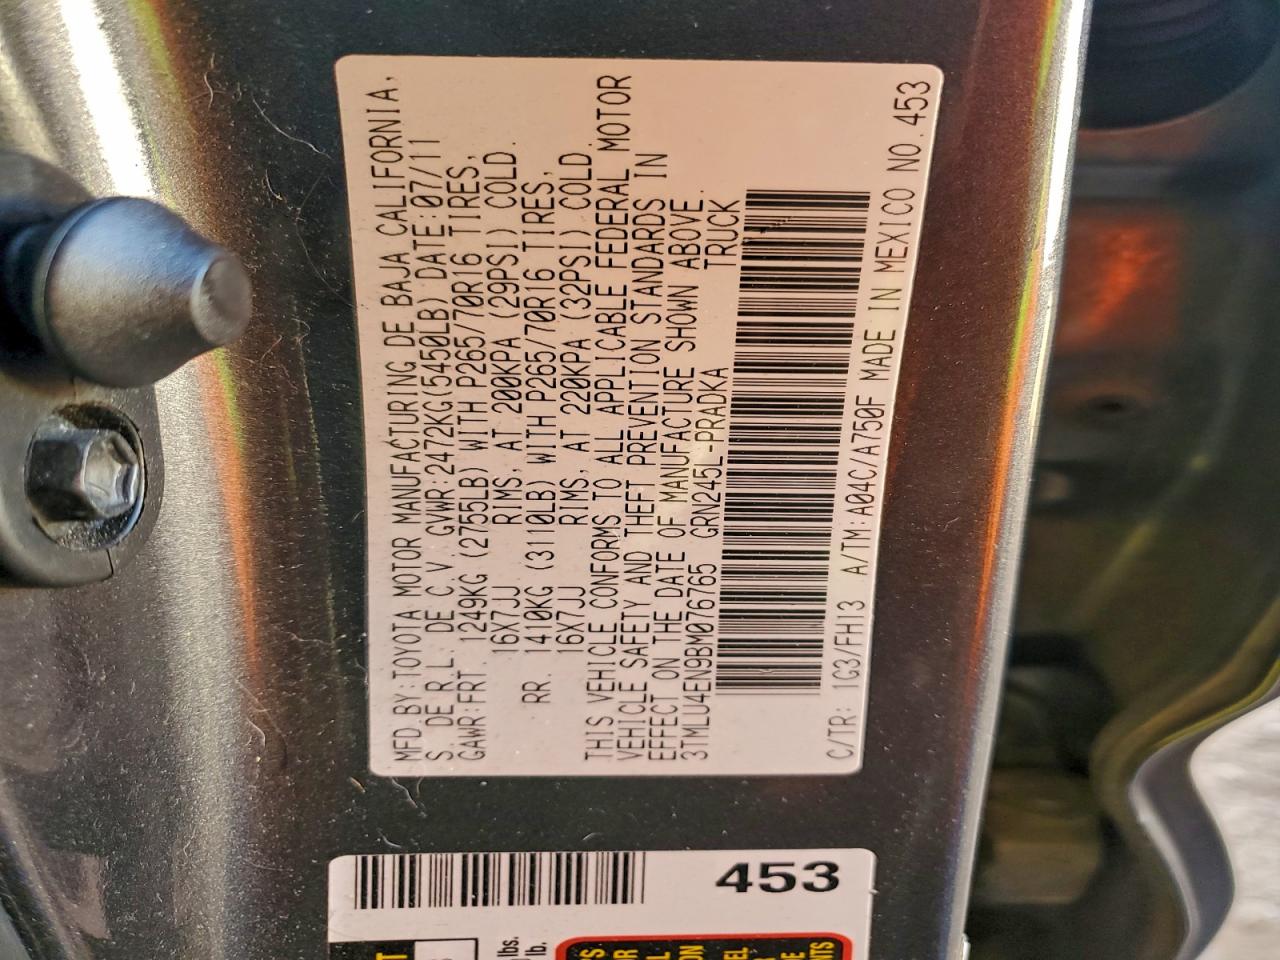 MFD. BY: TOYOTA MOTOR MANUFACTURING DE BAJA CALIFORNIA,
S. DE R.L. DE C.V. GVWR: 2472KG(5450LB) DATE: 07/11
GAWR: FRT. 1249KG (2755LB) WITH P265/70R16 TIRES,
16X7JJ RIMS, AT 200KPA (29PSI) COLD.
RR. 1410KG (3110LB) WITH P265/70R16 TIRES,
16X7JJ RIMS, AT 220KPA (32PSI) COLD.
THIS VEHICLE CONFORMS TO ALL APPLICABLE FEDERAL MOTOR
VEHICLE SAFETY AND THEFT PREVENTION STANDARDS IN
EFFECT ON THE DATE OF MANUFACTURE SHOWN ABOVE.
3TMLU4EN9BM076765 GRN245L-PRADKA TRUCK
C/TR: 1G3/FH13 A/TM: A04C/A750F MADE IN MEXICO NO. 453
453
lbs.
lb.